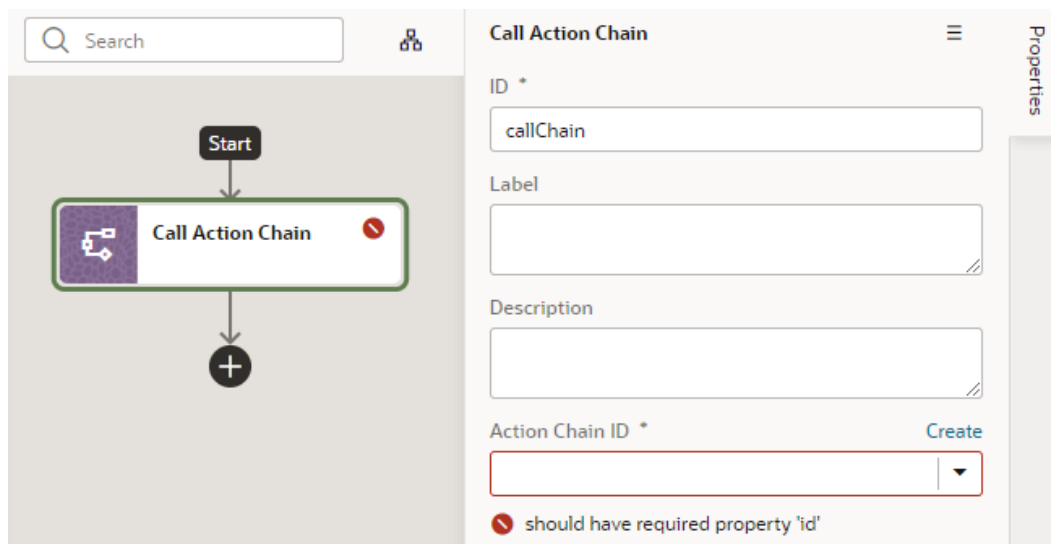 Search
Start
Call Action Chain
Call Action Chain
ID *
callChain
Label
Description
Action Chain ID *
Create
should have required property 'id'
Properties